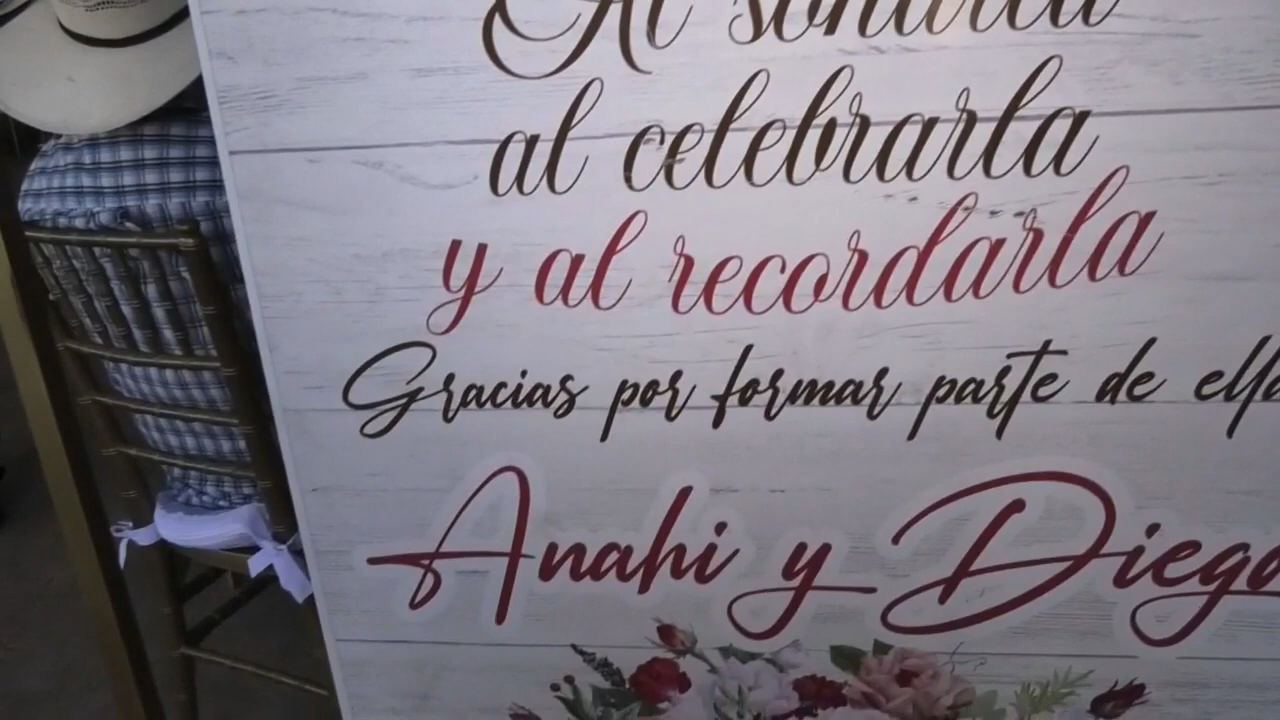 Al soñarla
al celebrarla
y al recordarla
Gracias por formar parte de ella
Anahi y Diego